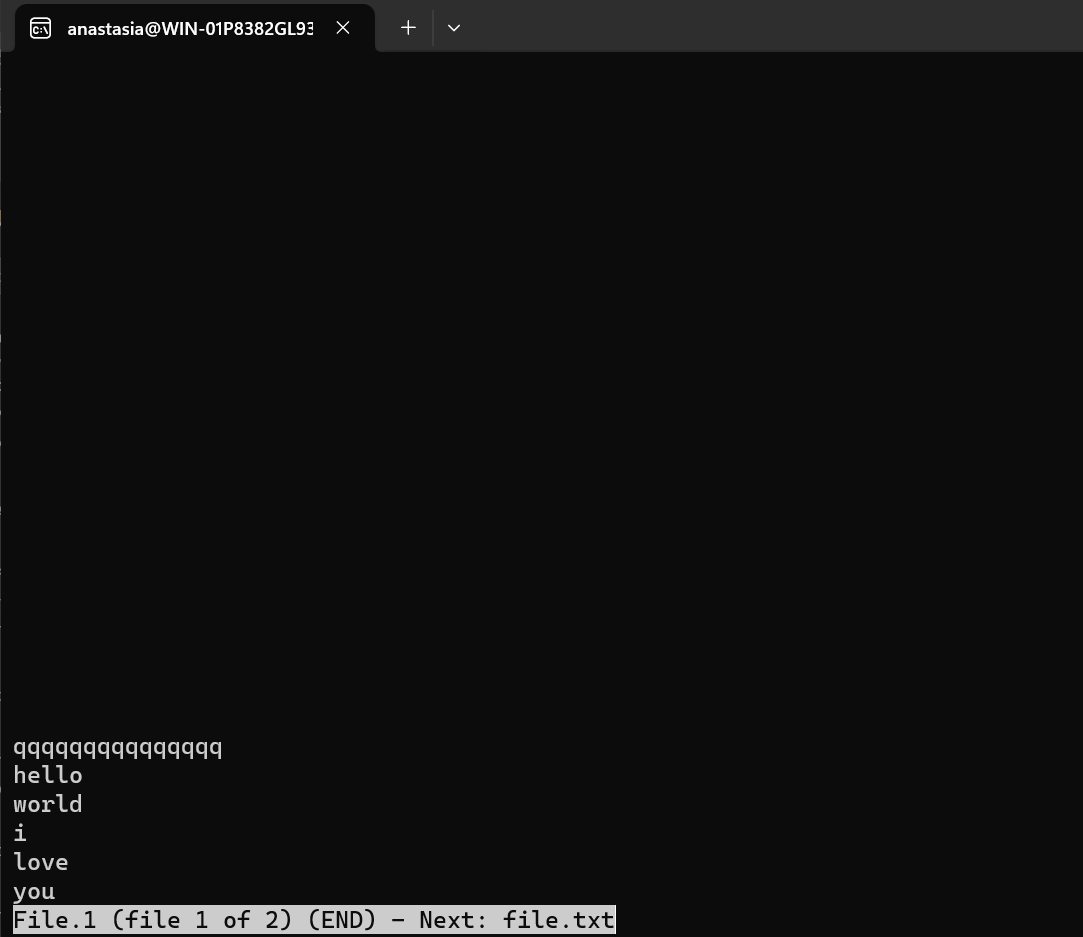 anastasia@WIN-01P8382GL93
qqqqqqqqqqqqqqq
hello
world
i
love
you
File.1 (file 1 of 2) (END) - Next: file.txt